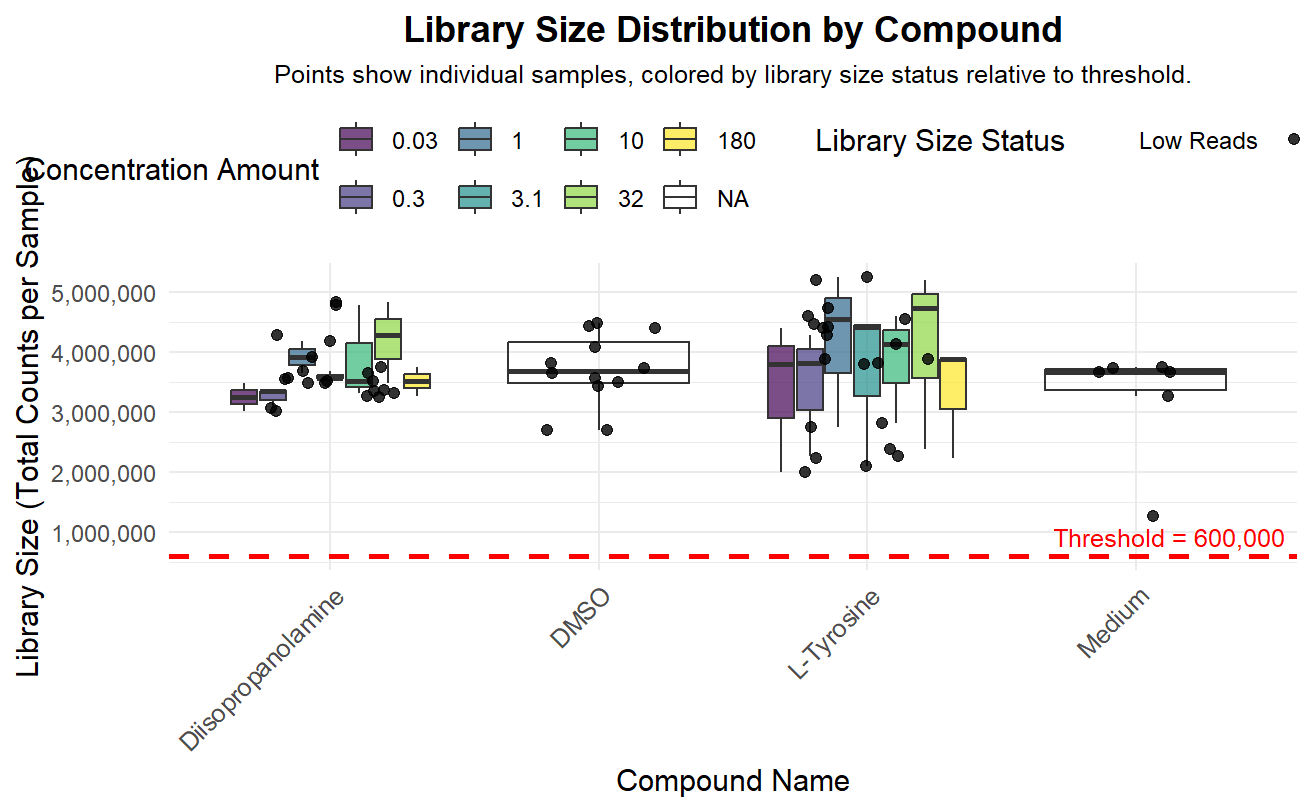 Library Size Distribution by Compound
Points show individual samples, colored by library size status relative to threshold.
Concentration Amount
0.03 1 10 180
0.3 3.1 32 NA
Library Size Status
Low Reads
Library Size (Total Counts per Sample)
5,000,000
4,000,000
3,000,000
2,000,000
1,000,000
Threshold = 600,000
Diisopropanolamine
DMSO
L-Tyrosine
Medium
Compound Name